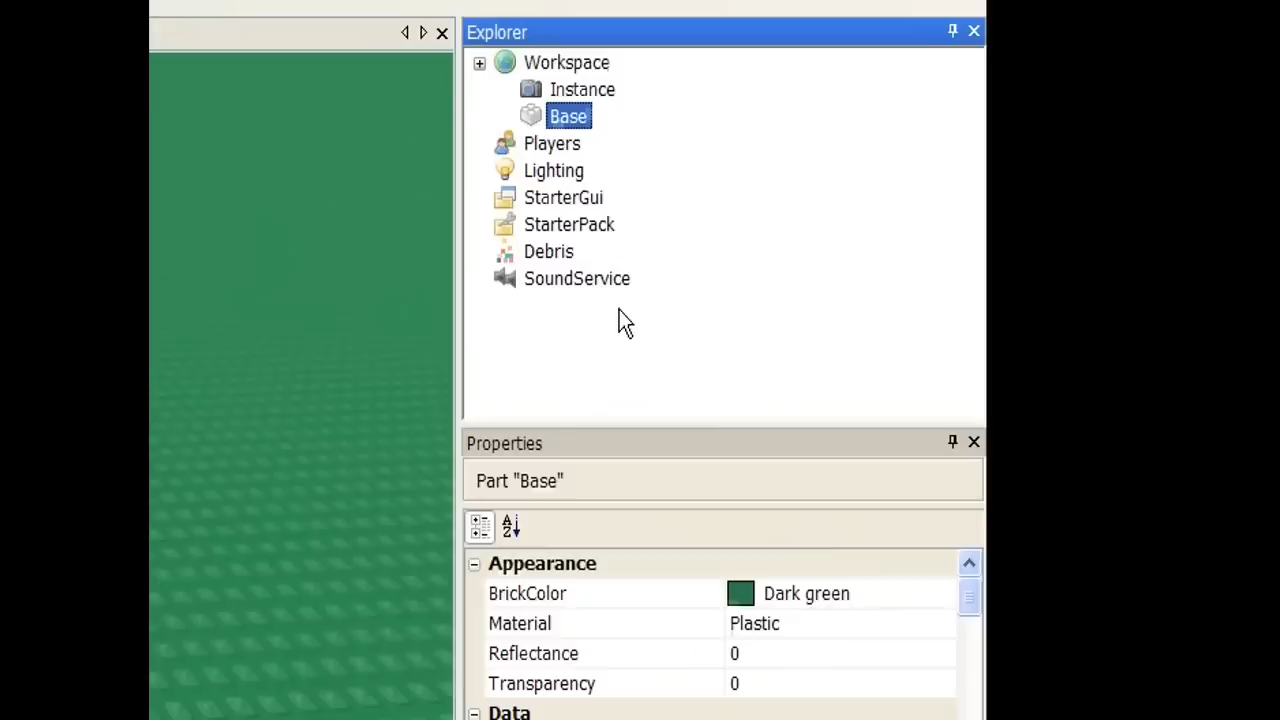 Explorer
Workspace
Instance
Base
Players
Lighting
StarterGui
StarterPack
Debris
SoundService
Properties
Part "Base"
Appearance
BrickColor Dark green
Material Plastic
Reflectance 0
Transparency 0
Data